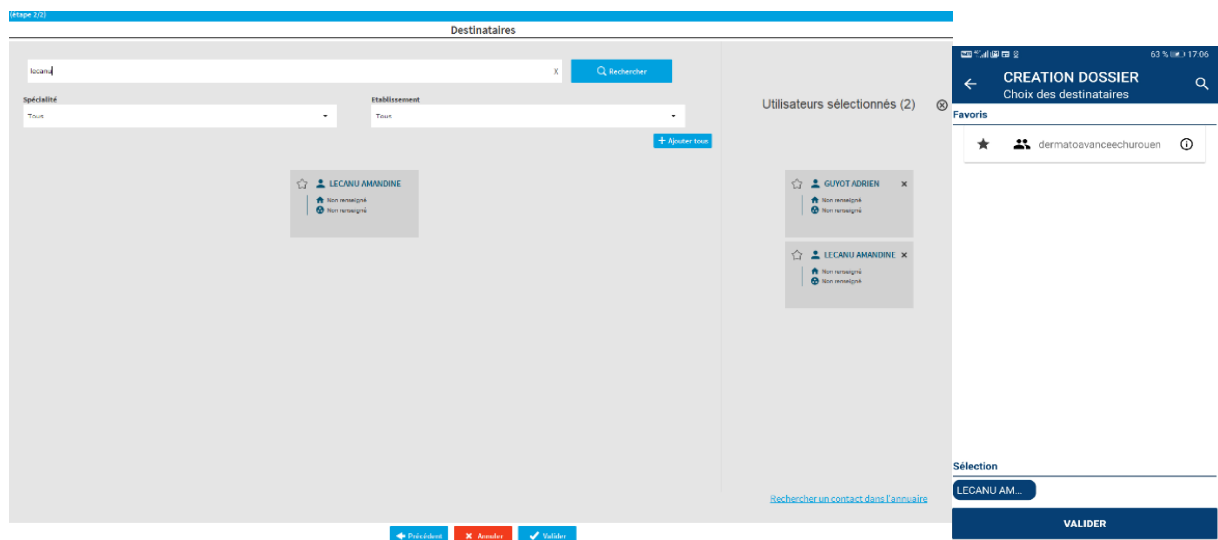 (étape 2/2)
Destinataires
lecanu
X
Rechercher
Spécialité
Etablissement
Tous
Tous
+ Ajouter tous
LECANU AMANDINE
Non renseigné
Non renseigné
Utilisateurs sélectionnés (2)
GUYOT ADRIEN
Non renseigné
Non renseigné
LECANU AMANDINE
Non renseigné
Non renseigné
Rechercher un contact dans l'annuaire
Précédent
Annuler
Valider
63 % 17:06
CREATION DOSSIER
Choix des destinataires
Favoris
dermatoavanceechurouen
Sélection
LECANU AM...
VALIDER